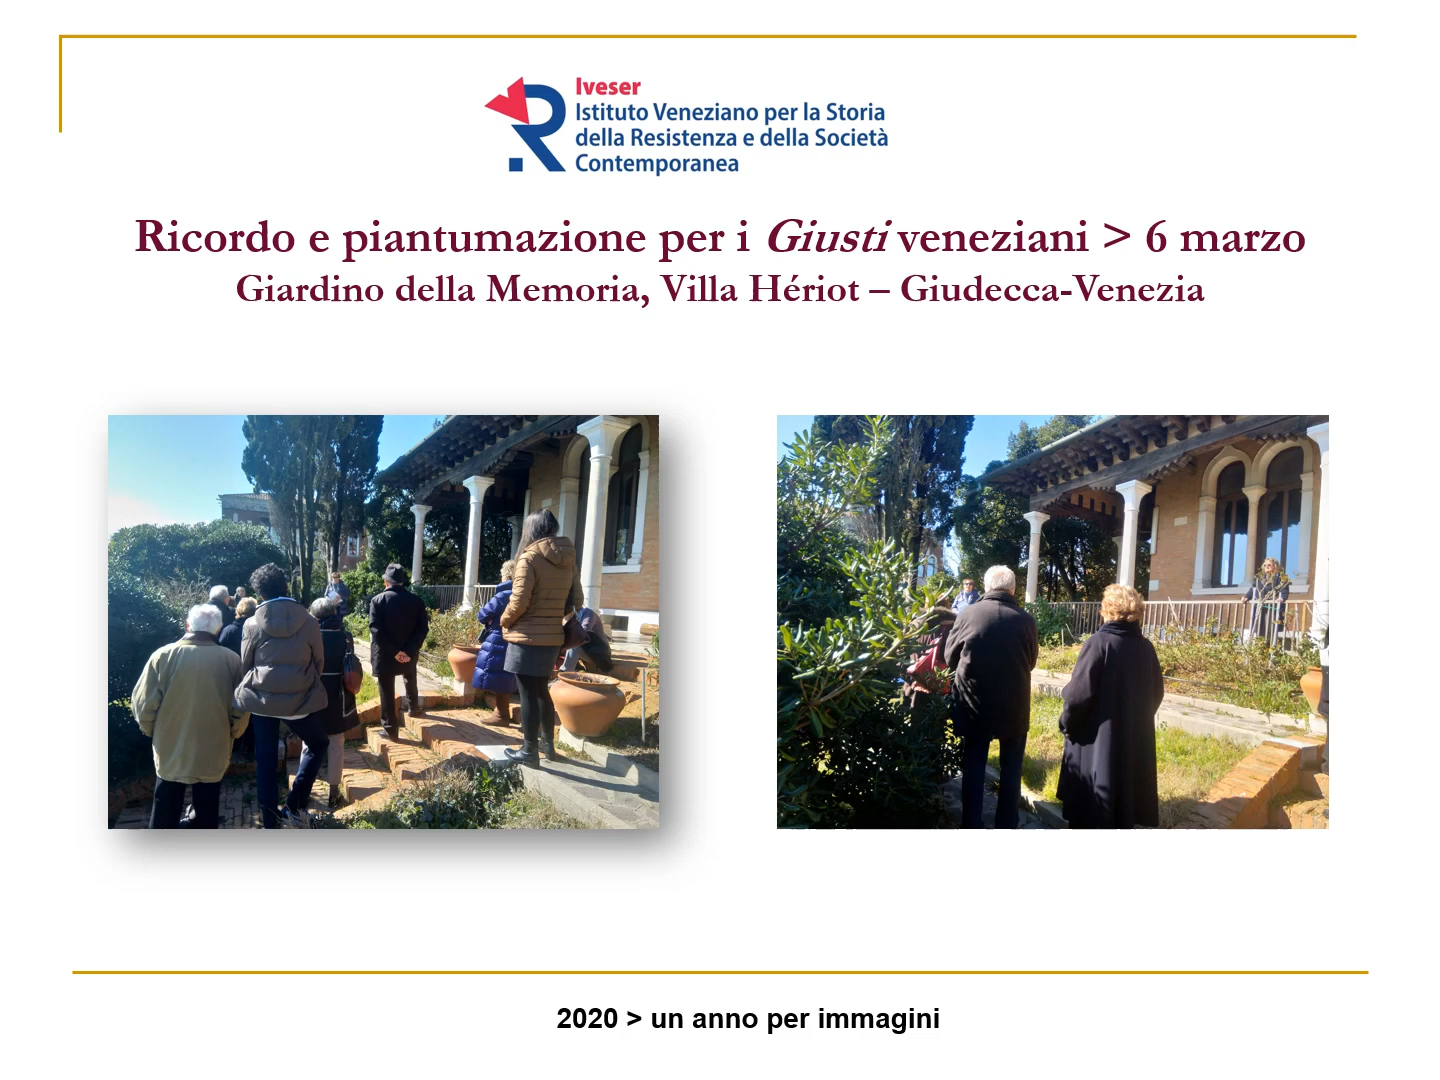 Iveser
Istituto Veneziano per la Storia
della Resistenza e della Società
Contemporanea
Ricordo e piantumazione per i Giusti veneziani > 6 marzo
Giardino della Memoria, Villa Hériot – Giudecca-Venezia
2020 > un anno per immagini